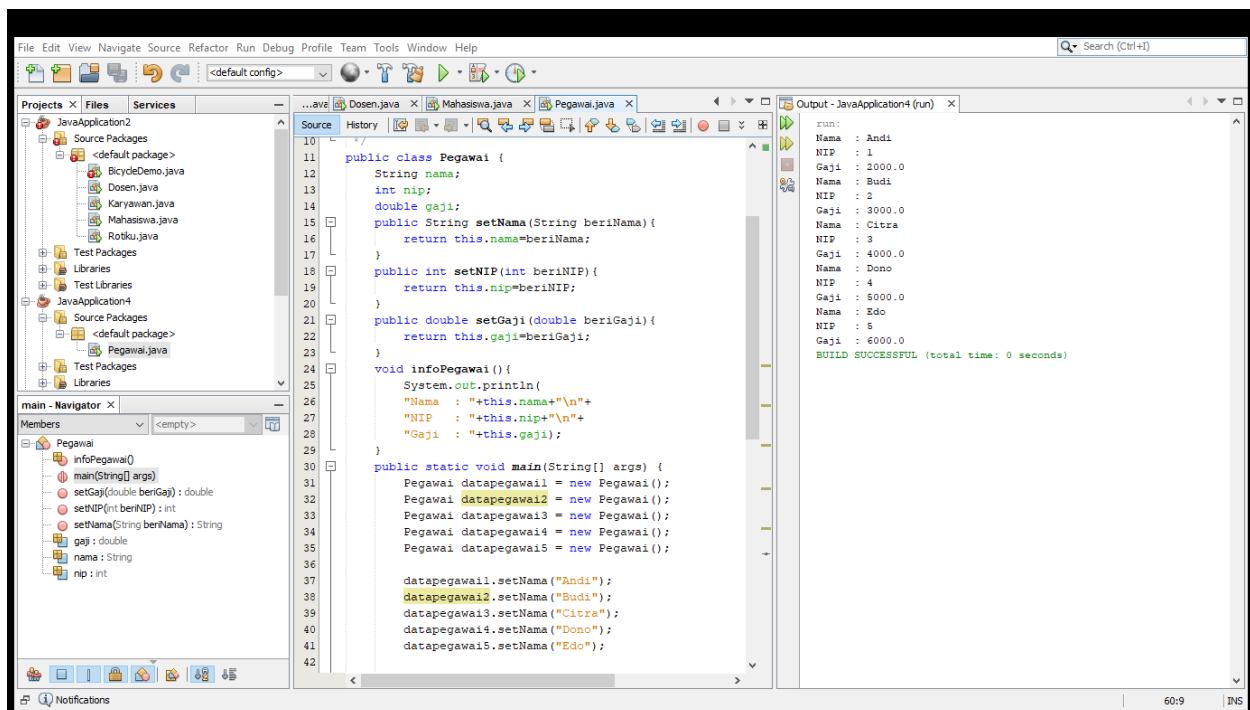 File Edit View Navigate Source Refactor Run Debug Profile Team Tools Window Help
Search (Ctrl+I)
<default config>
Projects Files Services
JavaApplication2
Source Packages
<default package>
BicycleDemo.java
Dosen.java
Karyawan.java
Mahasiswa.java
Rotiku.java
Test Packages
Libraries
Test Libraries
JavaApplication4
Source Packages
<default package>
Pegawai.java
Test Packages
Libraries
main - Navigator
Members <empty>
Pegawai
infoPegawai()
main(String[] args)
setGaji(double beriGaji) : double
setNIP(int beriNIP) : int
setNama(String beriNama) : String
gaji : double
nama : String
nip : int
...ava Dosen.java Mahasiswa.java Pegawai.java
Source History
10 */
11 public class Pegawai {
12 String nama;
13 int nip;
14 double gaji;
15 public String setNama(String beriNama){
16 return this.nama=beriNama;
17 }
18 public int setNIP(int beriNIP){
19 return this.nip=beriNIP;
20 }
21 public double setGaji(double beriGaji){
22 return this.gaji=beriGaji;
23 }
24 void infoPegawai(){
25 System.out.println(
26 "Nama : "+this.nama+"\n"+
27 "NIP : "+this.nip+"\n"+
28 "Gaji : "+this.gaji);
29 }
30 public static void main(String[] args) {
31 Pegawai datapegawai1 = new Pegawai();
32 Pegawai datapegawai2 = new Pegawai();
33 Pegawai datapegawai3 = new Pegawai();
34 Pegawai datapegawai4 = new Pegawai();
35 Pegawai datapegawai5 = new Pegawai();
36
37 datapegawai1.setNama("Andi");
38 datapegawai2.setNama("Budi");
39 datapegawai3.setNama("Citra");
40 datapegawai4.setNama("Dono");
41 datapegawai5.setNama("Edo");
42
Output - JavaApplication4 (run)
run:
Nama : Andi
NIP : 1
Gaji : 2000.0
Nama : Budi
NIP : 2
Gaji : 3000.0
Nama : Citra
NIP : 3
Gaji : 4000.0
Nama : Dono
NIP : 4
Gaji : 5000.0
Nama : Edo
NIP : 5
Gaji : 6000.0
BUILD SUCCESSFUL (total time: 0 seconds)
Notifications
60:9 INS